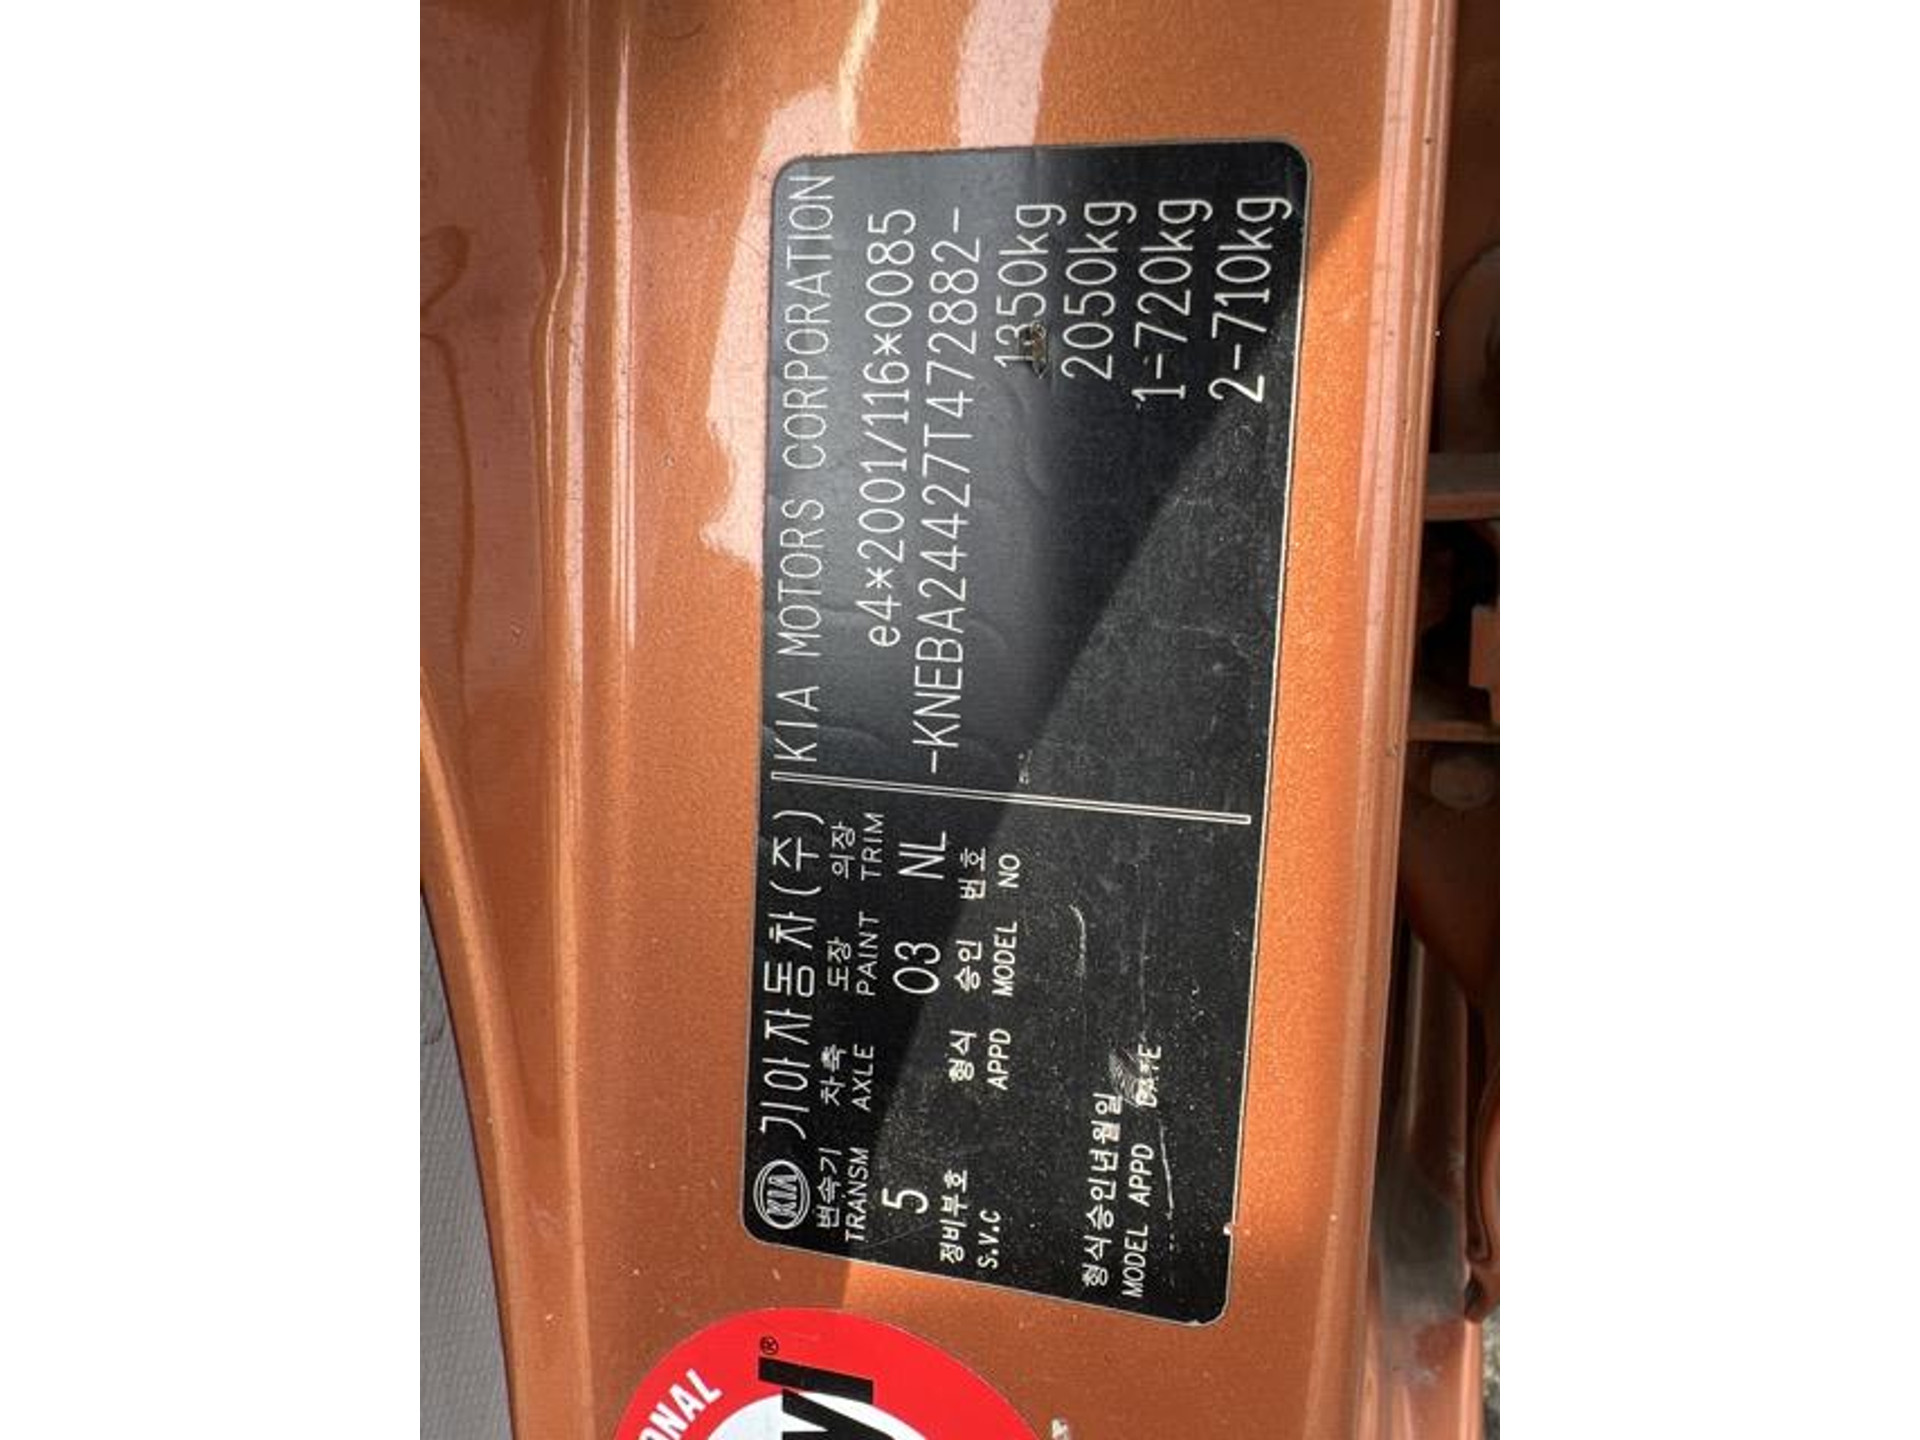 KIA 기아자동차(주) KIA MOTORS CORPORATION
변속기 차축 도장 의장
TRANSM AXLE PAINT TRIM
e4*2001/116*0085
5 03 NL
-KNEBA24427T472882-
정비부호 형식 승인 번호
S.V.C APPD MODEL NO
1350kg
2050kg
형식승인년월일
MODEL APPD DATE
1-720kg
2-710kg
ONAL
®